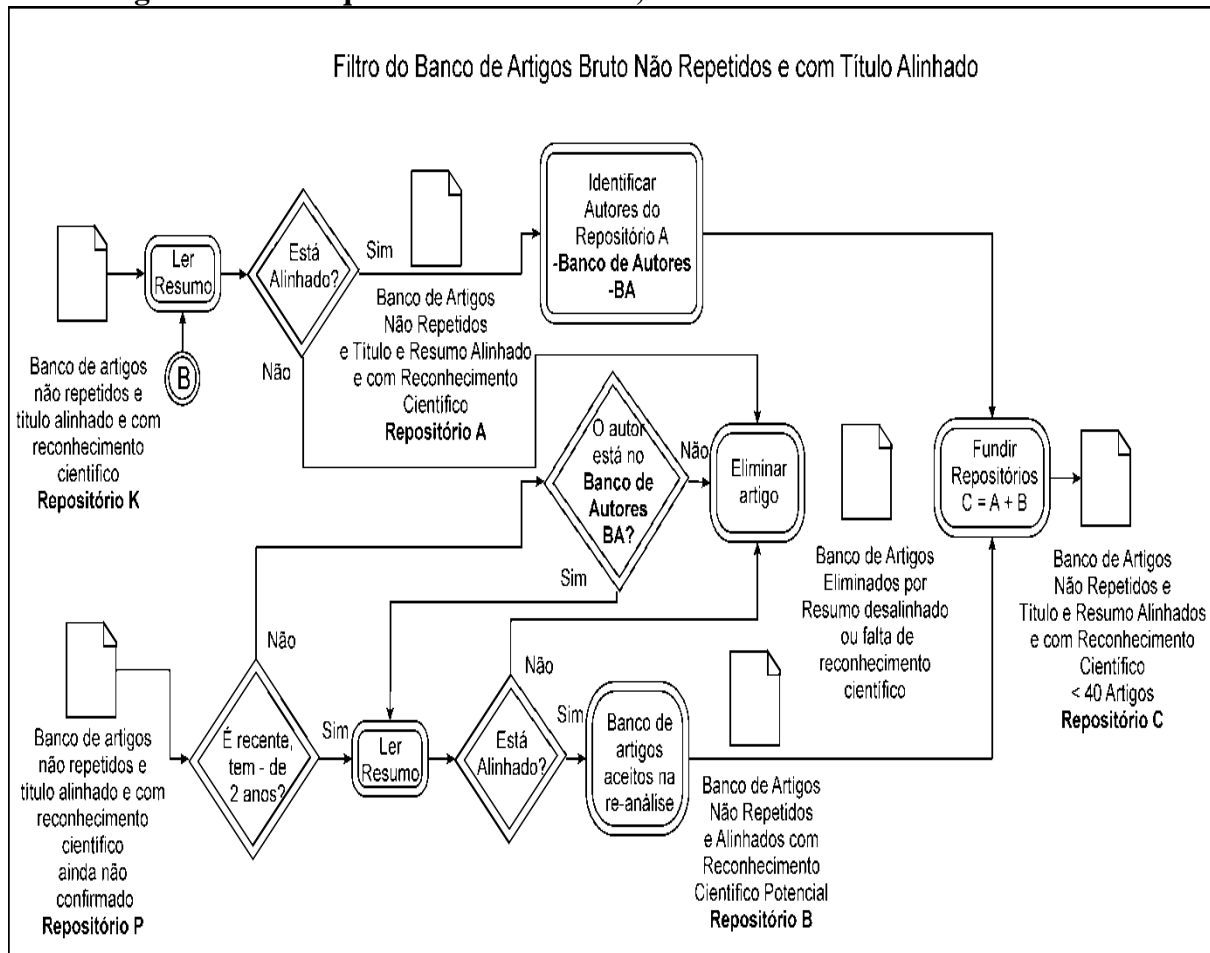 Filtro do Banco de Artigos Bruto Não Repetidos e com Título Alinhado
Ler
Resumo
B
Banco de artigos
não repetidos e
titulo alinhado e com
reconhecimento
científico
Repositório K
Está
Alinhado?
Sim
Não
Banco de Artigos
Não Repetidos
e Titulo e Resumo Alinhado
e com Reconhecimento
Científico
Repositório A
Identificar
Autores do
Repositório A
-Banco de Autores
-BA
O autor
está no
Banco de
Autores
BA?
Não
Sim
Eliminar
artigo
Banco de Artigos
Eliminados por
Resumo desalinhado
ou falta de
reconhecimento
científico
Fundir
Repositórios
C = A + B
Banco de Artigos
Não Repetidos e
Titulo e Resumo Alinhados
e com Reconhecimento
Científico
< 40 Artigos
Repositório C
Banco de artigos
não repetidos e
titulo alinhado e com
reconhecimento
científico
ainda não
confirmado
Repositório P
É recente,
tem - de
2 anos?
Não
Sim
Ler
Resumo
Está
Alinhado?
Não
Sim
Banco de
artigos
aceitos na
re-análise
Banco de Artigos
Não Repetidos
e Alinhados com
Reconhecimento
Cientifico Potencial
Repositório B